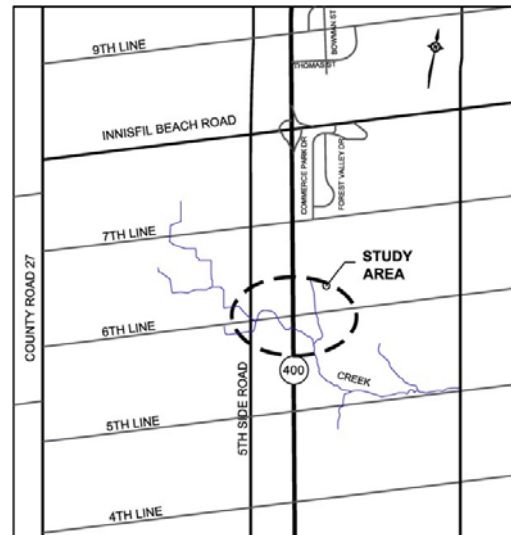 BOWMAN ST
9TH LINE
THOMAS ST
INNISFIL BEACH ROAD
COMMERCE PARK DR
FOREST VALLEY DR
7TH LINE
STUDY
AREA
COUNTY ROAD 27
6TH LINE
5TH SIDE ROAD
400
CREEK
5TH LINE
4TH LINE